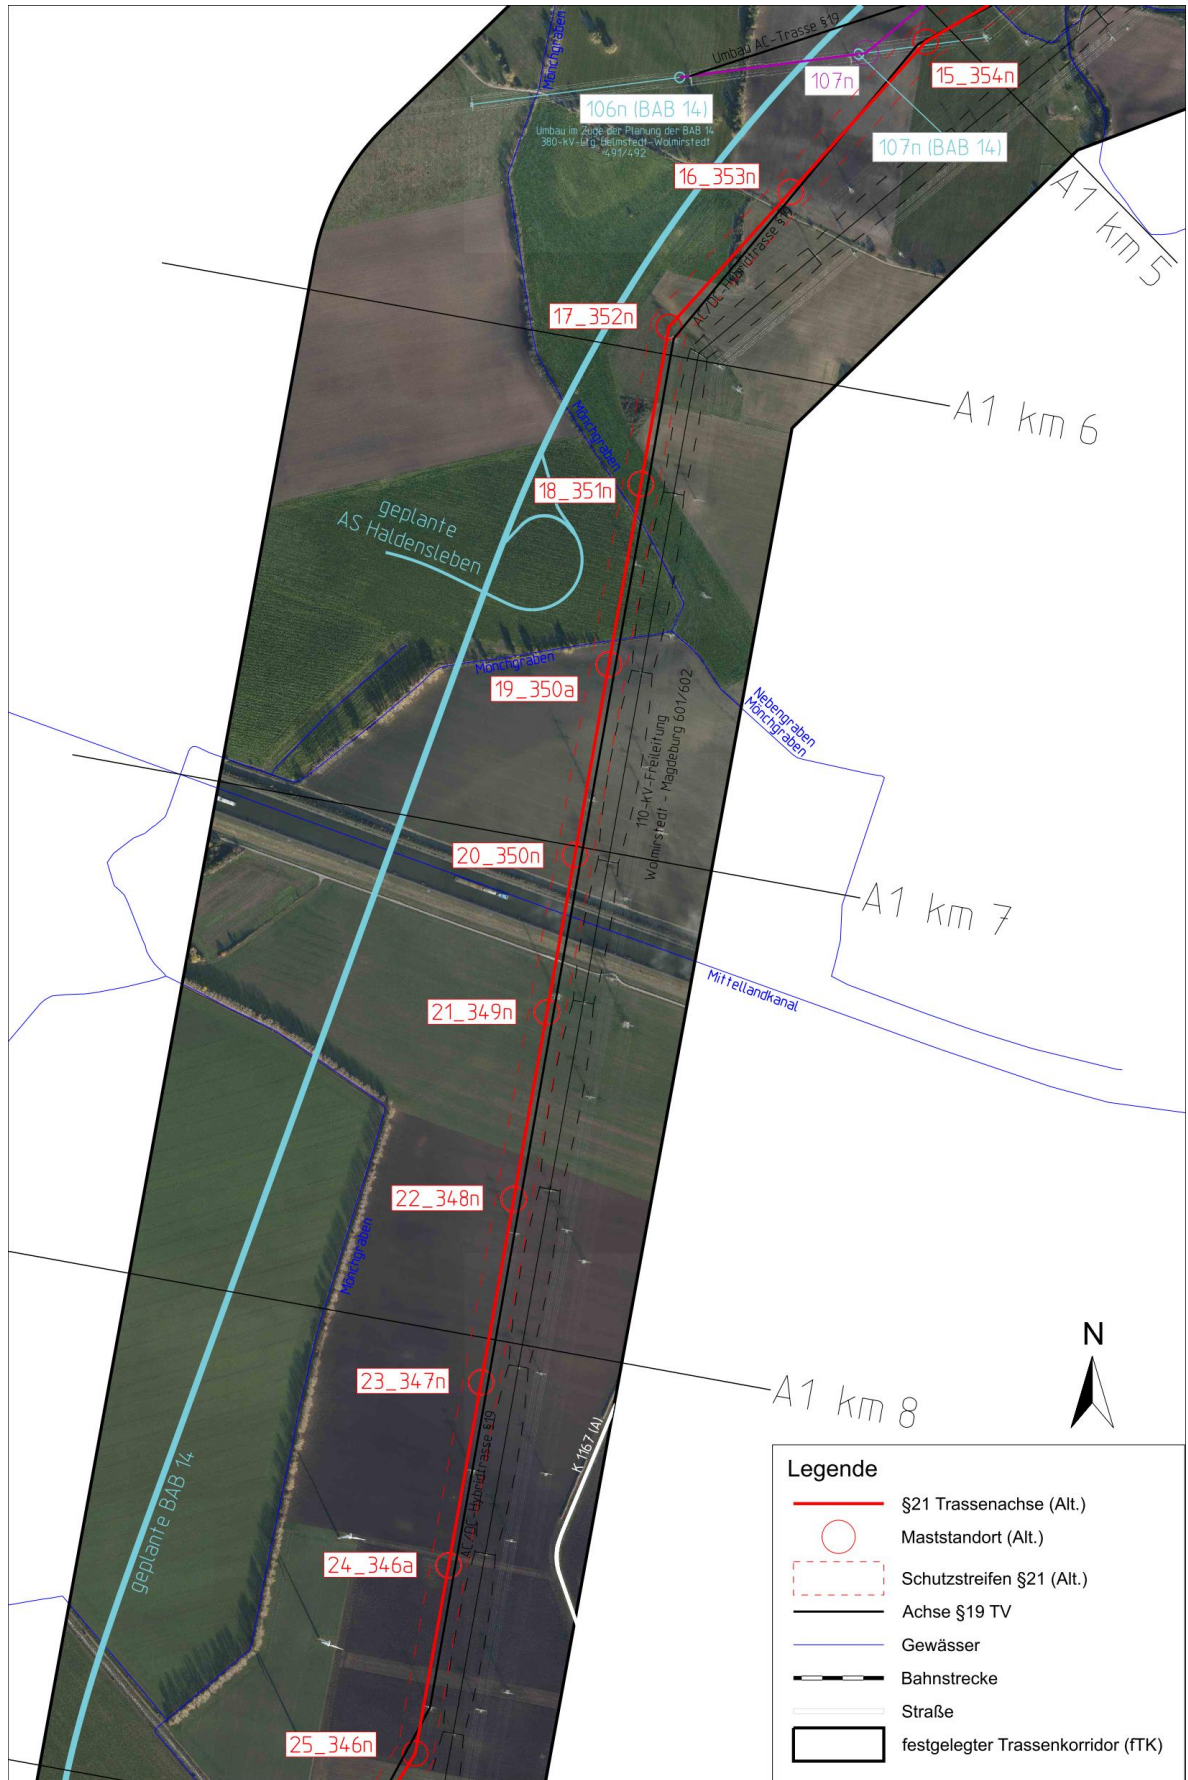 Mönchgraben
Umbau AC-Trasse §19
107n
15_354n
106n (BAB 14)
Umbau im Zuge der Planung der BAB 14
380-kV-Ltg. Helmstedt-Wolmirstedt
491/492
107n (BAB 14)
16_353n
A1 km 5
AC/DC-Hybridtrasse §19
17_352n
A1 km 6
Mönchgraben
18_351n
geplante
AS Haldensleben
Mönchgraben
19_350a
Nebengraben
Mönchgraben
110-kV-Freileitung
Wolmirstedt - Magdeburg 601/602
20_350n
A1 km 7
Mittellandkanal
21_349n
22_348n
Mönchgraben
N
23_347n
A1 km 8
AC/DC-Hybridtrasse §19
K 1167 (A)
geplante BAB 14
24_346a
25_346n
Legende
§21 Trassenachse (Alt.)
Maststandort (Alt.)
Schutzstreifen §21 (Alt.)
Achse §19 TV
Gewässer
Bahnstrecke
Straße
festgelegter Trassenkorridor (fTK)